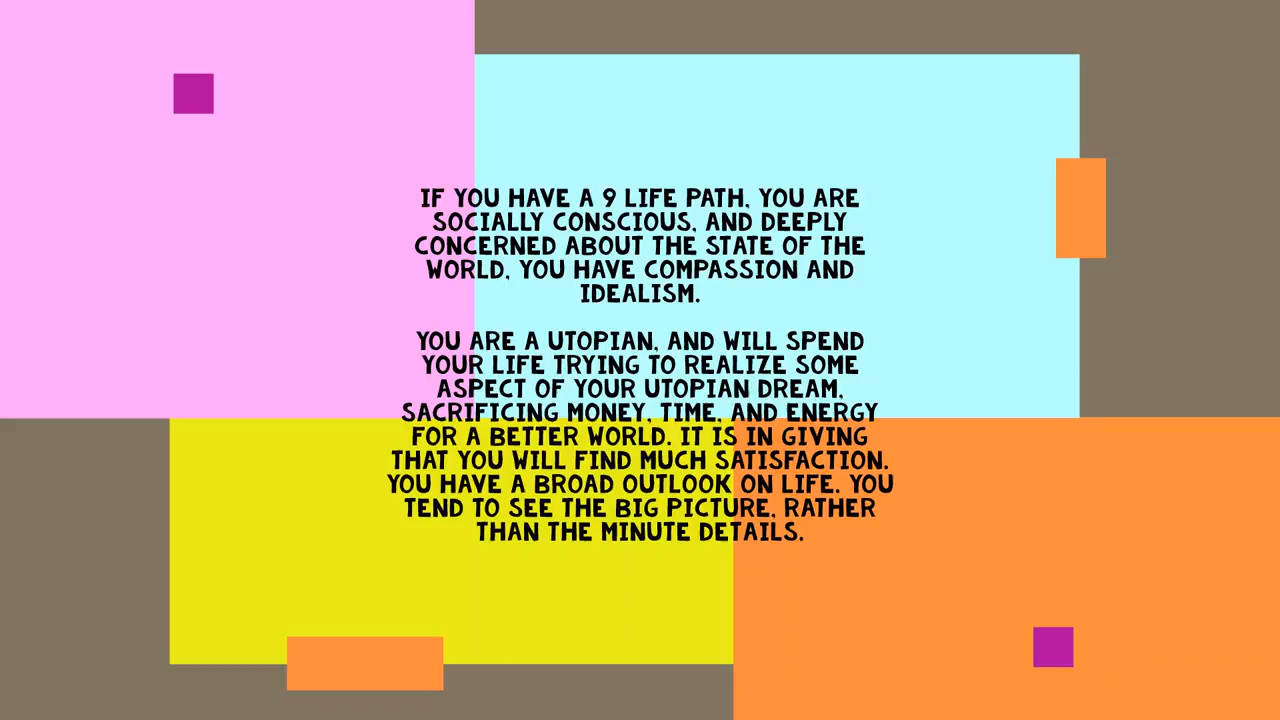 IF YOU HAVE A 9 LIFE PATH, YOU ARE
SOCIALLY CONSCIOUS, AND DEEPLY
CONCERNED ABOUT THE STATE OF THE
WORLD, YOU HAVE COMPASSION AND
IDEALISM.
YOU ARE A UTOPIAN, AND WILL SPEND
YOUR LIFE TRYING TO REALIZE SOME
ASPECT OF YOUR UTOPIAN DREAM,
SACRIFICING MONEY, TIME, AND ENERGY
FOR A BETTER WORLD. IT IS IN GIVING
THAT YOU WILL FIND MUCH SATISFACTION.
YOU HAVE A BROAD OUTLOOK ON LIFE. YOU
TEND TO SEE THE BIG PICTURE, RATHER
THAN THE MINUTE DETAILS.